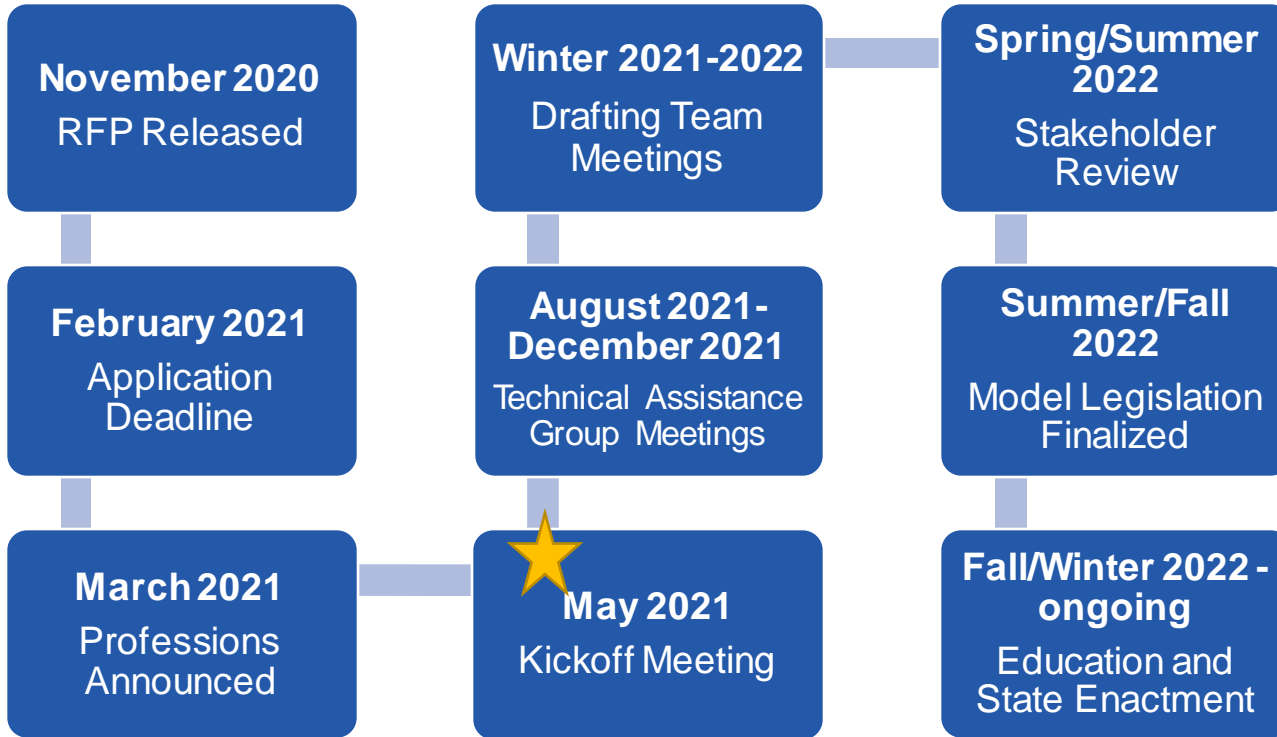 November 2020
RFP Released
February 2021
Application
Deadline
March 2021
Professions
Announced
May 2021
Kickoff Meeting
August 2021-
December 2021
Technical Assistance
Group Meetings
Winter 2021-2022
Drafting Team
Meetings
Spring/Summer
2022
Stakeholder
Review
Summer/Fall
2022
Model Legislation
Finalized
Fall/Winter 2022 -
ongoing
Education and
State Enactment